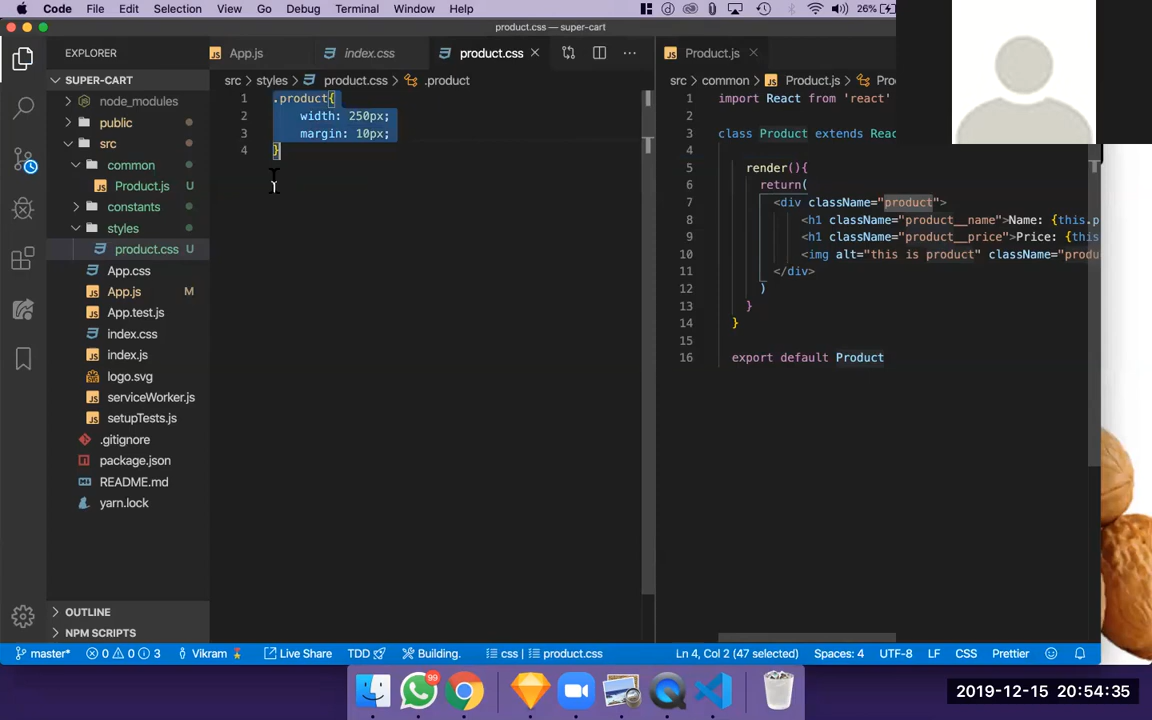 Code File Edit Selection View Go Debug Terminal Window Help 26%
product.css — super-cart
EXPLORER
SUPER-CART
node_modules
public
src
common
Product.js U
constants
styles
product.css U
App.css
App.js M
App.test.js
index.css
index.js
logo.svg
serviceWorker.js
setupTests.js
.gitignore
package.json
README.md
yarn.lock
OUTLINE
NPM SCRIPTS
App.js index.css product.css
src > styles > product.css > .product
1 .product{
2 width: 250px;
3 margin: 10px;
4 }
Product.js
src > common > Product.js >
1 import React from 'react'
2
3 class Product extends
4
5 render(){
6 return(
7 <div className="product">
8 <h1 className="product__name">Name: {this.p
9 <h1 className="product__price">Price: {this
10 <img alt="this is product" className="produ
11 </div>
12 )
13 }
14 }
15
16 export default Product
master* 0 0 3 Vikram Live Share TDD Building. css | product.css Ln 4, Col 2 (47 selected) Spaces: 4 UTF-8 LF CSS Prettier
99
2019-12-15 20:54:35